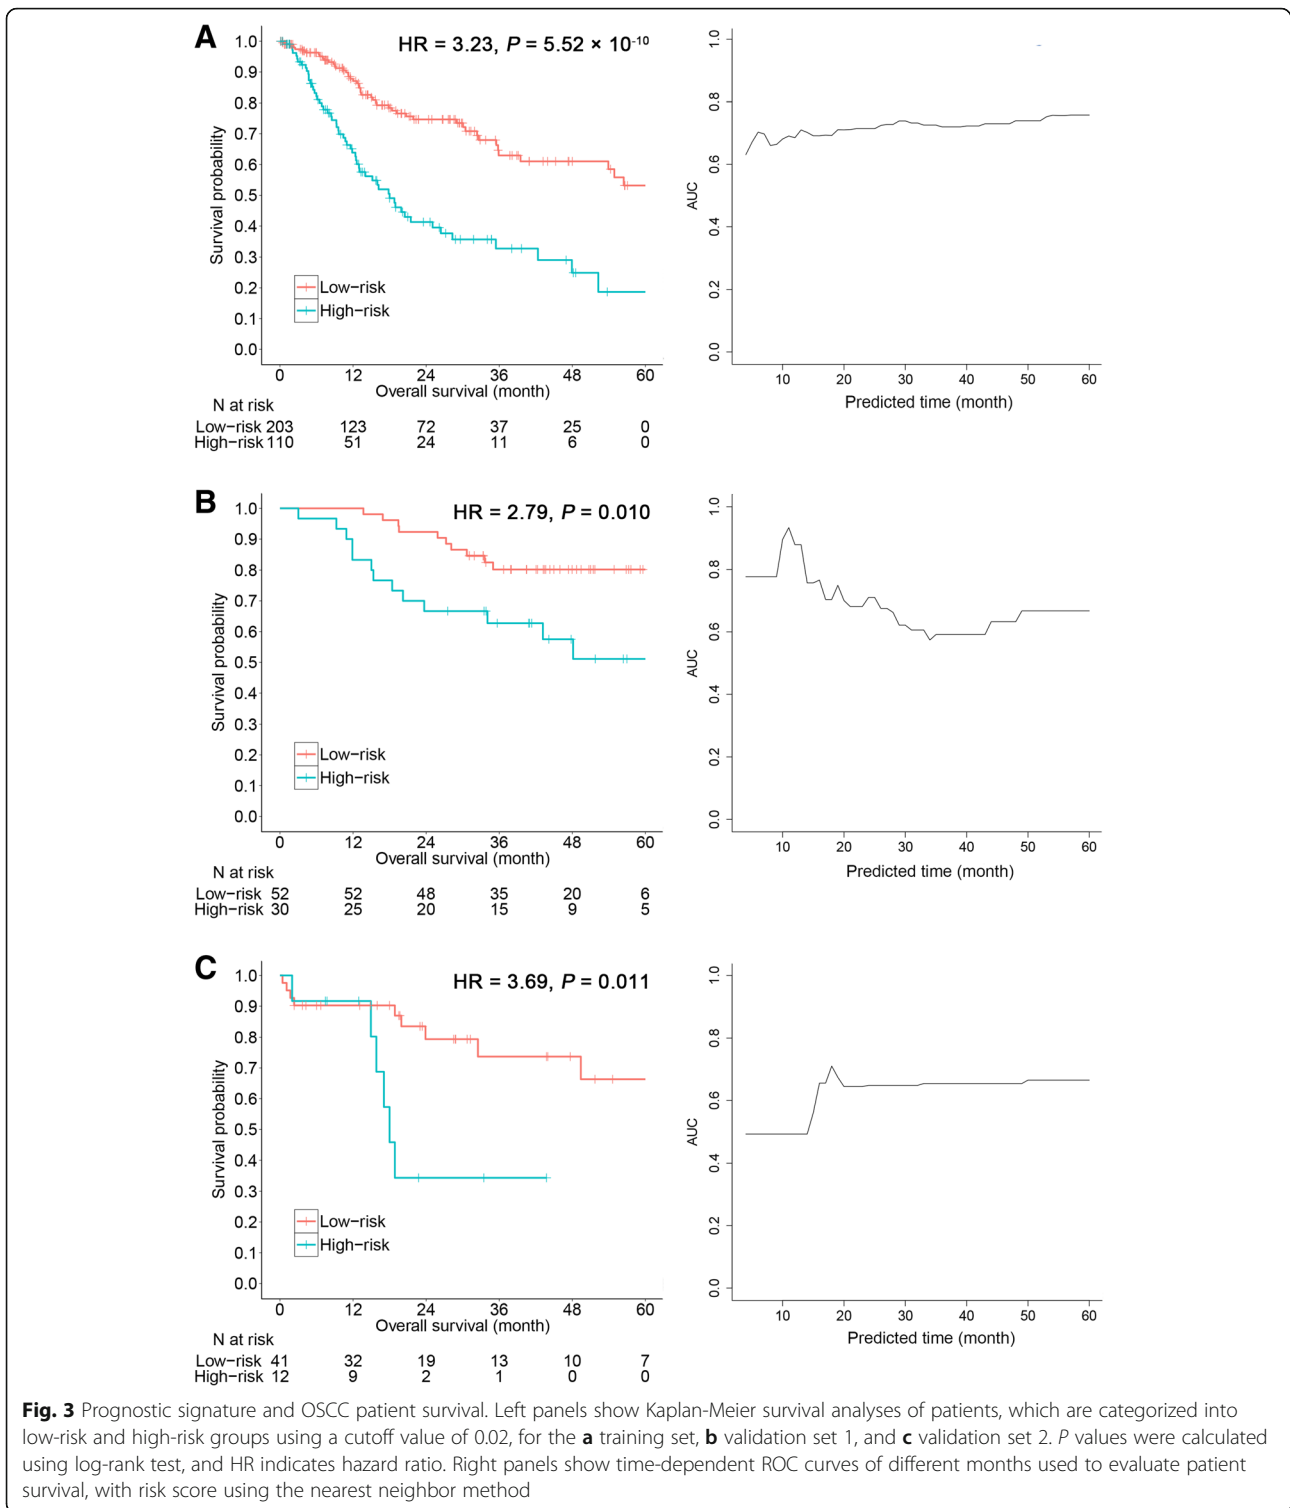 A
HR = 3.23, P = 5.52 × 10-10
1.0
0.9
0.8
0.7
0.6
0.5
0.4
0.3
0.2
0.1
0.0
Survival probability
Low−risk
High−risk
0 12 24 36 48 60
Overall survival (month)
N at risk
Low−risk 203 123 72 37 25 0
High−risk 110 51 24 11 6 0
1.0
0.8
0.6
0.4
0.2
0.0
AUC
10 20 30 40 50 60
Predicted time (month)
B
HR = 2.79, P = 0.010
1.0
0.9
0.8
0.7
0.6
0.5
0.4
0.3
0.2
0.1
0.0
Survival probability
Low−risk
High−risk
0 12 24 36 48 60
Overall survival (month)
N at risk
Low−risk 52 52 48 35 20 6
High−risk 30 25 20 15 9 5
1.0
0.8
0.6
0.4
0.2
0.0
AUC
10 20 30 40 50 60
Predicted time (month)
C
HR = 3.69, P = 0.011
1.0
0.9
0.8
0.7
0.6
0.5
0.4
0.3
0.2
0.1
0.0
Survival probability
Low−risk
High−risk
0 12 24 36 48 60
Overall survival (month)
N at risk
Low−risk 41 32 19 13 10 7
High−risk 12 9 2 1 0 0
1.0
0.8
0.6
0.4
0.2
0.0
AUC
10 20 30 40 50 60
Predicted time (month)
Fig. 3 Prognostic signature and OSCC patient survival. Left panels show Kaplan-Meier survival analyses of patients, which are categorized into
low-risk and high-risk groups using a cutoff value of 0.02, for the a training set, b validation set 1, and c validation set 2. P values were calculated
using log-rank test, and HR indicates hazard ratio. Right panels show time-dependent ROC curves of different months used to evaluate patient
survival, with risk score using the nearest neighbor method